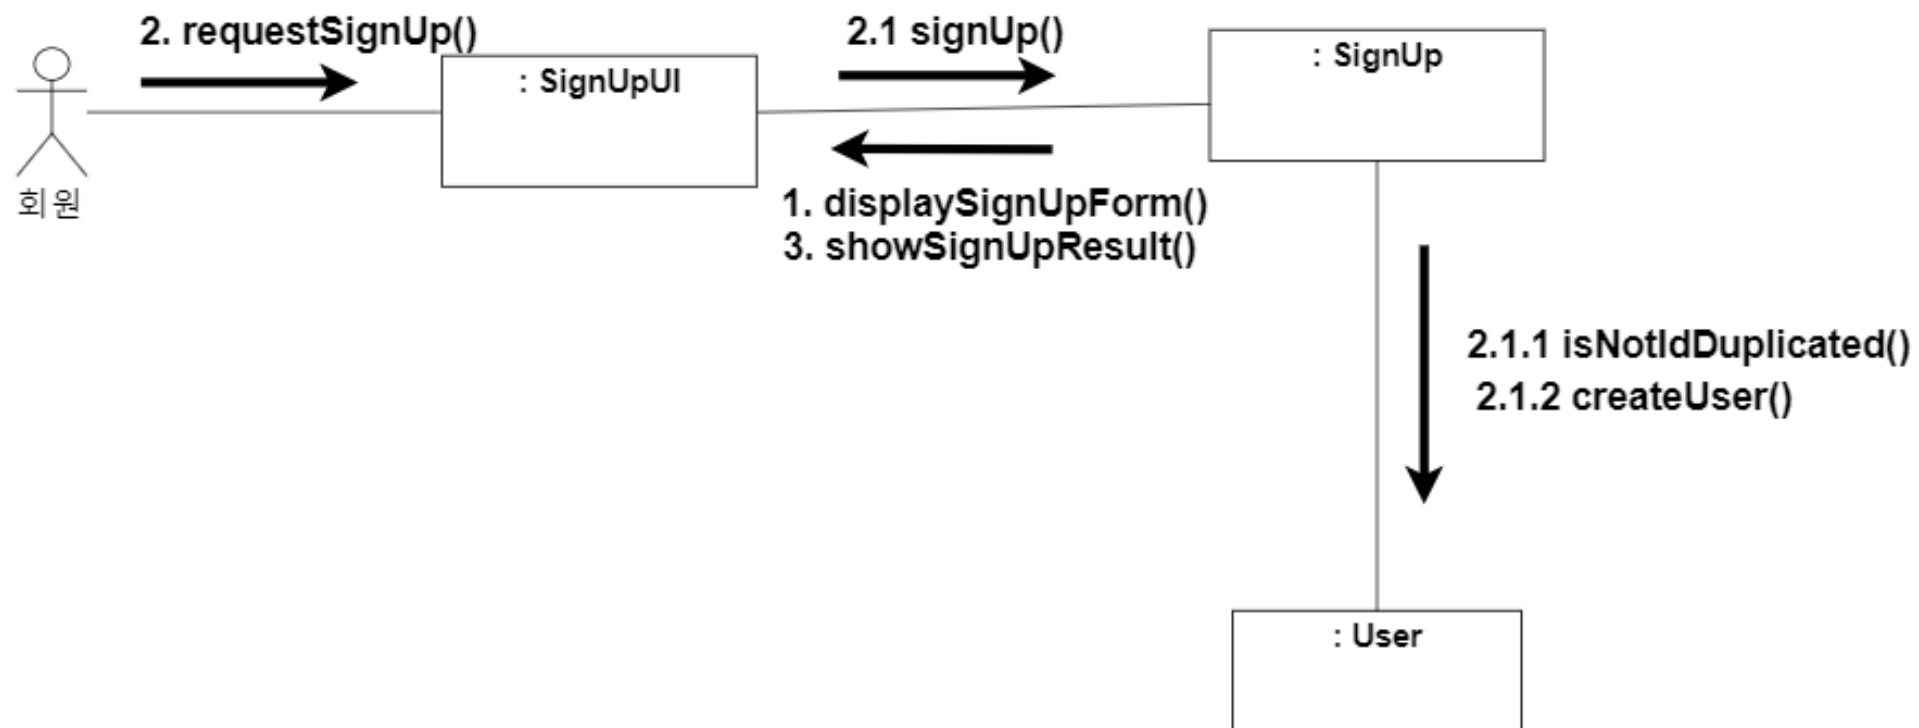 2. requestSignUp()
2.1 signUp()
: SignUp
: SignUpUI
회원
1. displaySignUpForm()
3. showSignUpResult()
2.1.1 isNotIdDuplicated()
2.1.2 createUser()
: User